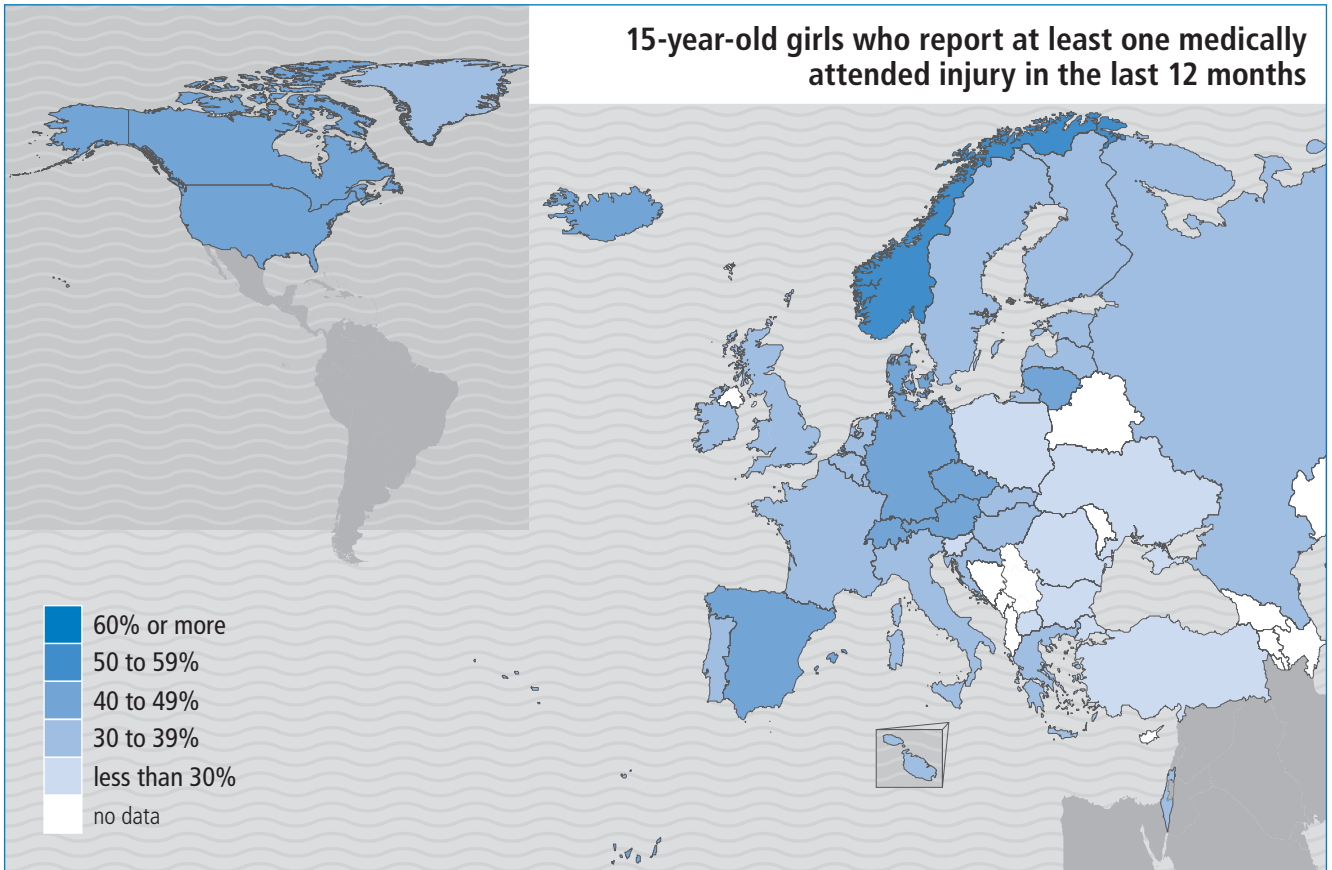 15-year-old girls who report at least one medically
attended injury in the last 12 months
60% or more
50 to 59%
40 to 49%
30 to 39%
less than 30%
no data